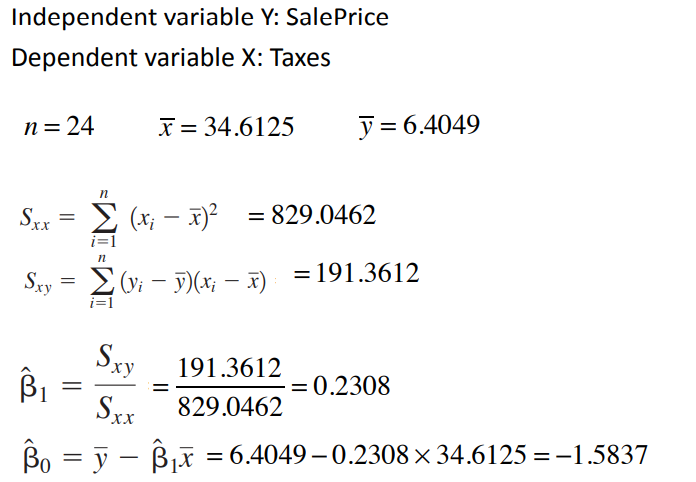 Independent variable Y: SalePrice
Dependent variable X: Taxes
n = 24 x̅ = 34.6125 y̅ = 6.4049
Sxx = ∑_{i=1}^{n} (xᵢ − x̅)² = 829.0462
Sxy = ∑_{i=1}^{n} (yᵢ − y̅)(xᵢ − x̅) = 191.3612
β̂₁ = Sxy / Sxx = 191.3612 / 829.0462 = 0.2308
β̂₀ = y̅ − β̂₁x̅ = 6.4049 − 0.2308 × 34.6125 = −1.5837